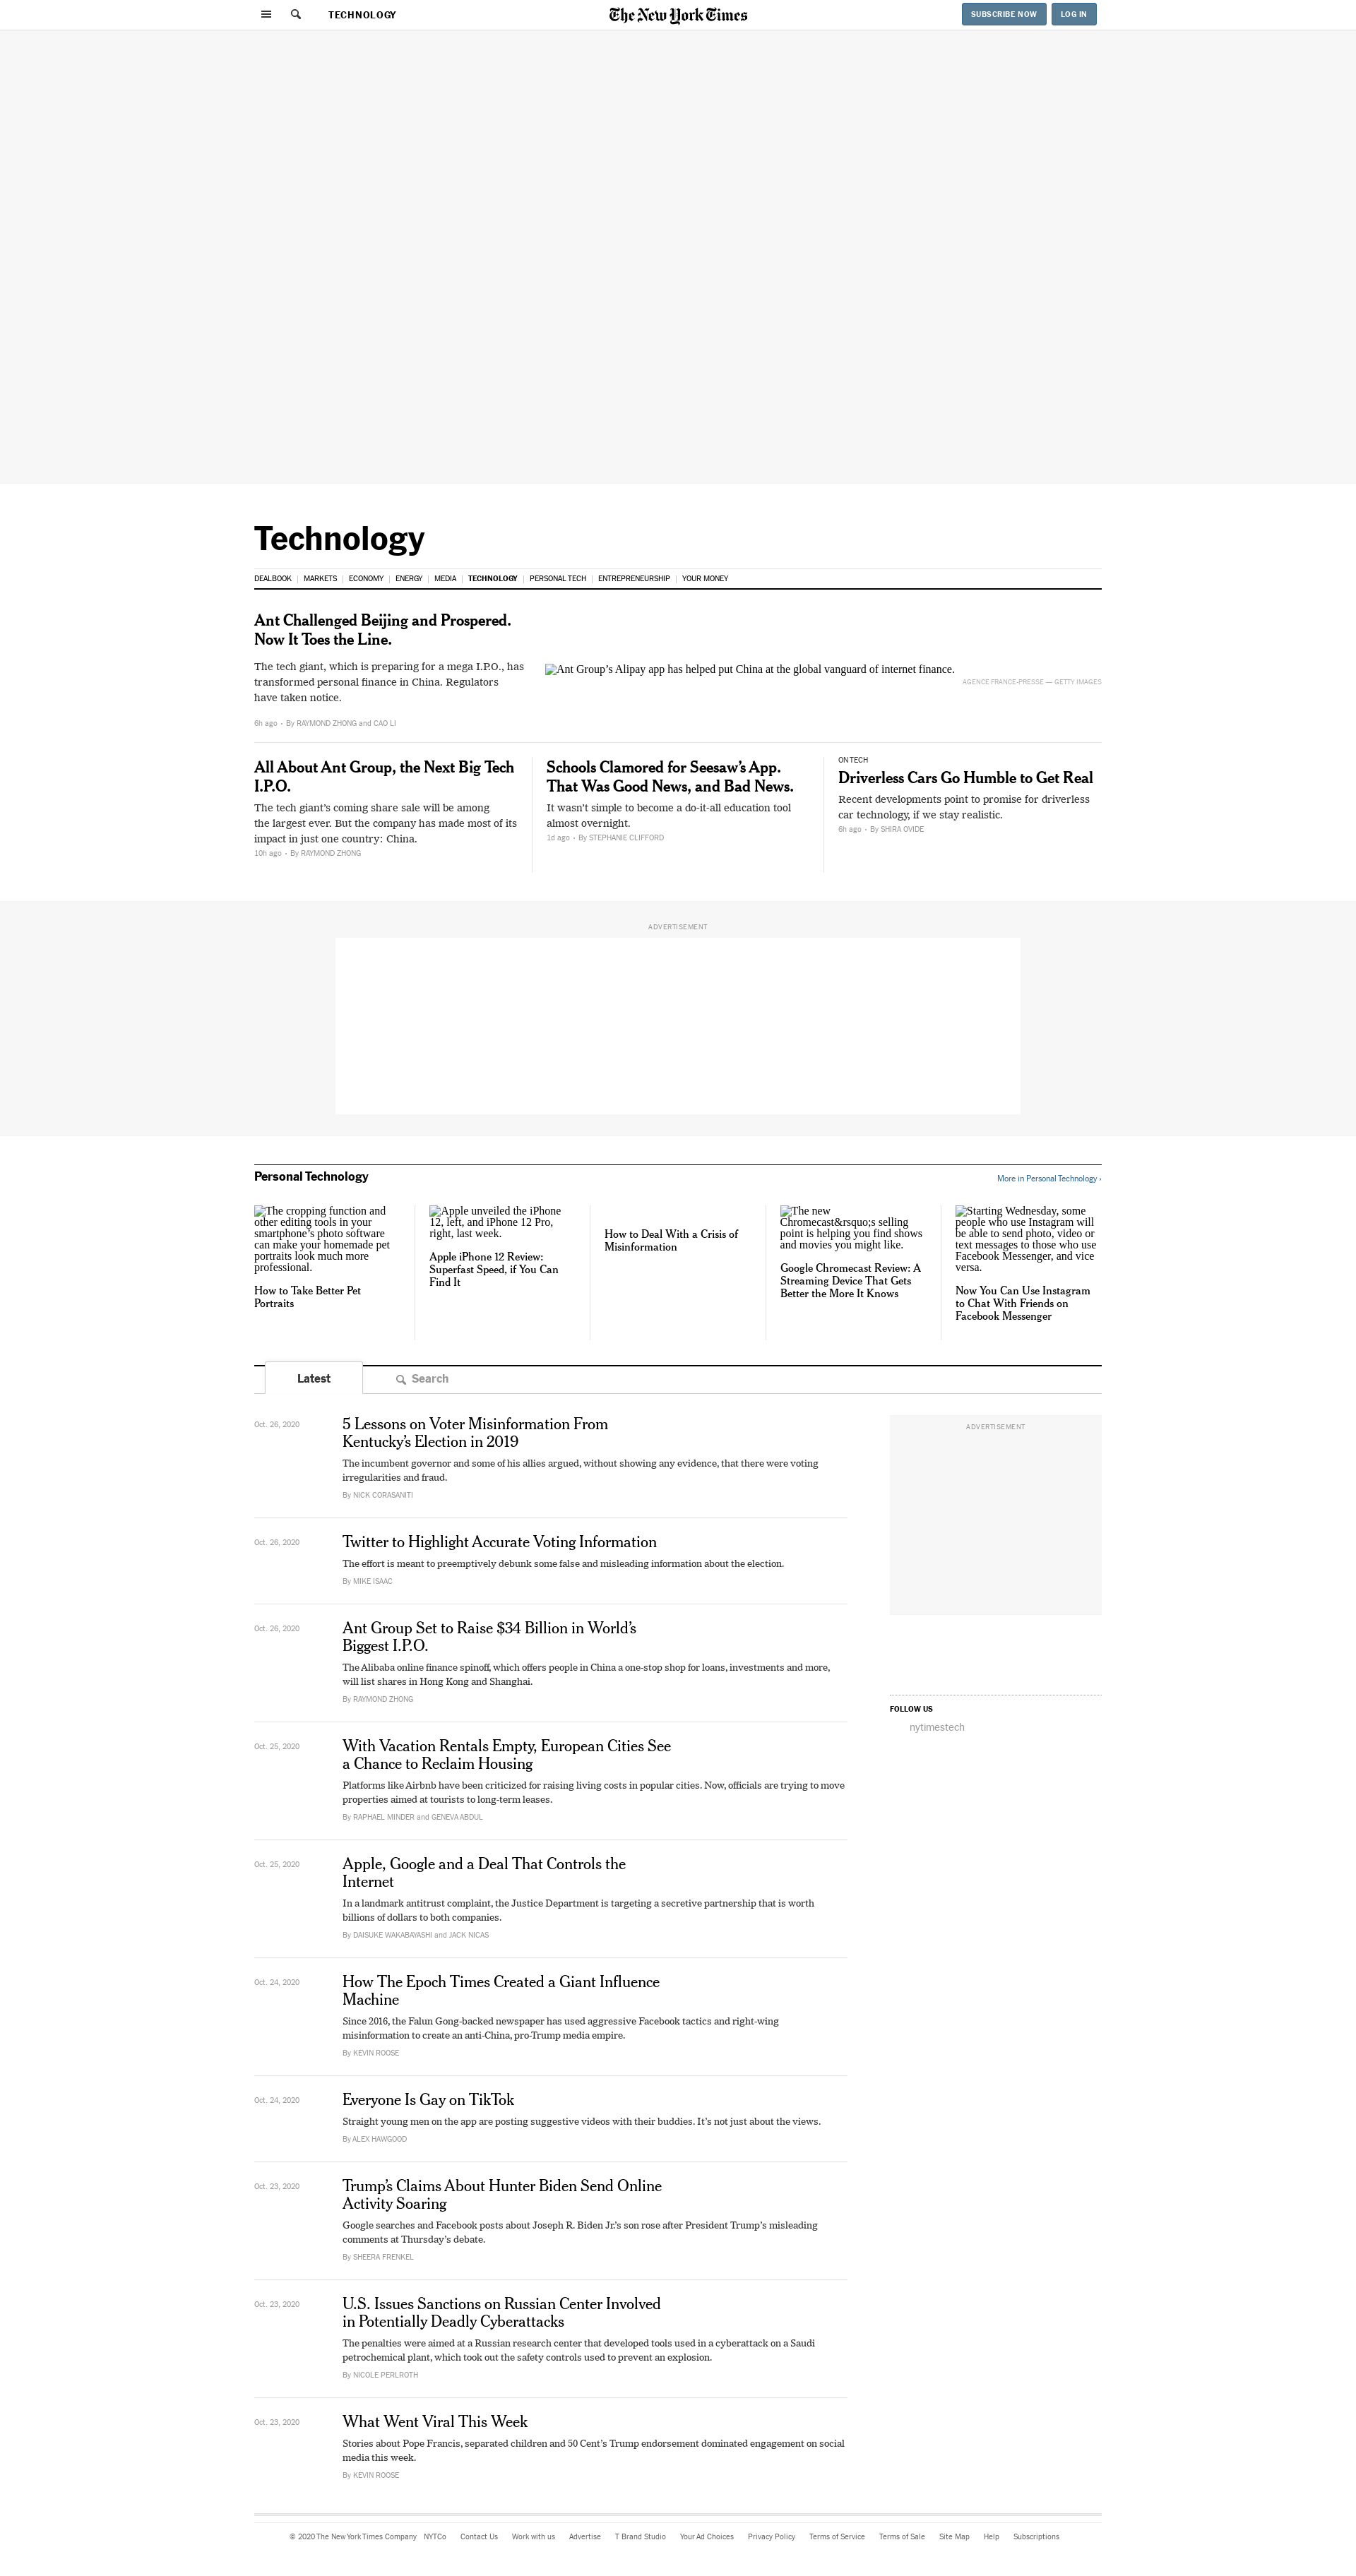 TECHNOLOGY
The New York Times
SUBSCRIBE NOW
LOG IN
Technology
DEALBOOK
MARKETS
ECONOMY
ENERGY
MEDIA
TECHNOLOGY
PERSONAL TECH
ENTREPRENEURSHIP
YOUR MONEY
Ant Challenged Beijing and Prospered.
Now It Toes the Line.
The tech giant, which is preparing for a mega I.P.O., has
transformed personal finance in China. Regulators
have taken notice.
6h ago • By RAYMOND ZHONG and CAO LI
Ant Group’s Alipay app has helped put China at the global vanguard of internet finance.
AGENCE FRANCE-PRESSE — GETTY IMAGES
All About Ant Group, the Next Big Tech
I.P.O.
The tech giant’s coming share sale will be among
the largest ever. But the company has made most of its
impact in just one country: China.
10h ago • By RAYMOND ZHONG
Schools Clamored for Seesaw’s App.
That Was Good News, and Bad News.
It wasn’t simple to become a do-it-all education tool
almost overnight.
1d ago • By STEPHANIE CLIFFORD
ON TECH
Driverless Cars Go Humble to Get Real
Recent developments point to promise for driverless
car technology, if we stay realistic.
6h ago • By SHIRA OVIDE
ADVERTISEMENT
Personal Technology
More in Personal Technology ›
The cropping function and
other editing tools in your
smartphone’s photo software
can make your homemade pet
portraits look much more
professional.
How to Take Better Pet
Portraits
Apple unveiled the iPhone
12, left, and iPhone 12 Pro,
right, last week.
Apple iPhone 12 Review:
Superfast Speed, if You Can
Find It
How to Deal With a Crisis of
Misinformation
The new
Chromecast&rsquo;s selling
point is helping you find shows
and movies you might like.
Google Chromecast Review: A
Streaming Device That Gets
Better the More It Knows
Starting Wednesday, some
people who use Instagram will
be able to send photo, video or
text messages to those who use
Facebook Messenger, and vice
versa.
Now You Can Use Instagram
to Chat With Friends on
Facebook Messenger
Latest
Search
Oct. 26, 2020
5 Lessons on Voter Misinformation From
Kentucky’s Election in 2019
The incumbent governor and some of his allies argued, without showing any evidence, that there were voting
irregularities and fraud.
By NICK CORASANITI
Oct. 26, 2020
Twitter to Highlight Accurate Voting Information
The effort is meant to preemptively debunk some false and misleading information about the election.
By MIKE ISAAC
Oct. 26, 2020
Ant Group Set to Raise $34 Billion in World’s
Biggest I.P.O.
The Alibaba online finance spinoff, which offers people in China a one-stop shop for loans, investments and more,
will list shares in Hong Kong and Shanghai.
By RAYMOND ZHONG
Oct. 25, 2020
With Vacation Rentals Empty, European Cities See
a Chance to Reclaim Housing
Platforms like Airbnb have been criticized for raising living costs in popular cities. Now, officials are trying to move
properties aimed at tourists to long-term leases.
By RAPHAEL MINDER and GENEVA ABDUL
Oct. 25, 2020
Apple, Google and a Deal That Controls the
Internet
In a landmark antitrust complaint, the Justice Department is targeting a secretive partnership that is worth
billions of dollars to both companies.
By DAISUKE WAKABAYASHI and JACK NICAS
Oct. 24, 2020
How The Epoch Times Created a Giant Influence
Machine
Since 2016, the Falun Gong-backed newspaper has used aggressive Facebook tactics and right-wing
misinformation to create an anti-China, pro-Trump media empire.
By KEVIN ROOSE
Oct. 24, 2020
Everyone Is Gay on TikTok
Straight young men on the app are posting suggestive videos with their buddies. It’s not just about the views.
By ALEX HAWGOOD
Oct. 23, 2020
Trump’s Claims About Hunter Biden Send Online
Activity Soaring
Google searches and Facebook posts about Joseph R. Biden Jr.’s son rose after President Trump’s misleading
comments at Thursday’s debate.
By SHEERA FRENKEL
Oct. 23, 2020
U.S. Issues Sanctions on Russian Center Involved
in Potentially Deadly Cyberattacks
The penalties were aimed at a Russian research center that developed tools used in a cyberattack on a Saudi
petrochemical plant, which took out the safety controls used to prevent an explosion.
By NICOLE PERLROTH
Oct. 23, 2020
What Went Viral This Week
Stories about Pope Francis, separated children and 50 Cent’s Trump endorsement dominated engagement on social
media this week.
By KEVIN ROOSE
ADVERTISEMENT
FOLLOW US
nytimestech
© 2020 The New York Times Company
NYTCo
Contact Us
Work with us
Advertise
T Brand Studio
Your Ad Choices
Privacy Policy
Terms of Service
Terms of Sale
Site Map
Help
Subscriptions